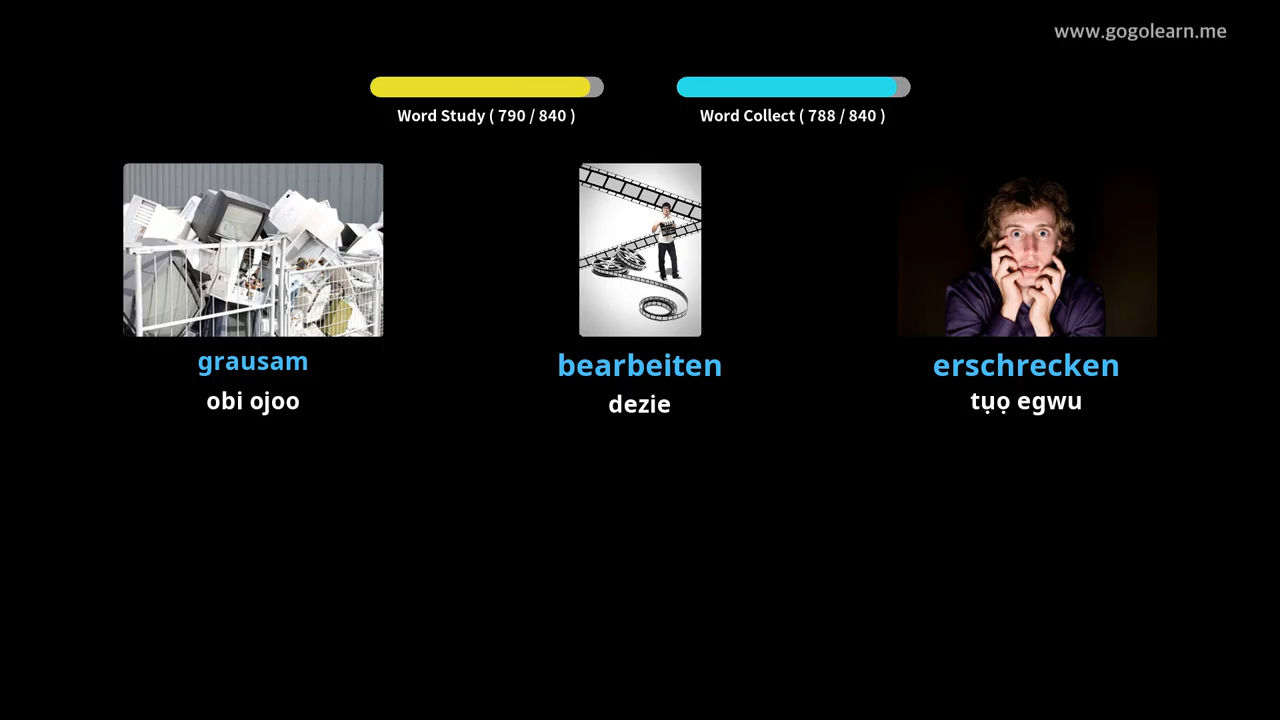 www.gogolearn.me
Word Study ( 790 / 840 )
Word Collect ( 788 / 840 )
grausam
obi ojoo
bearbeiten
dezie
erschrecken
tụọ egwu